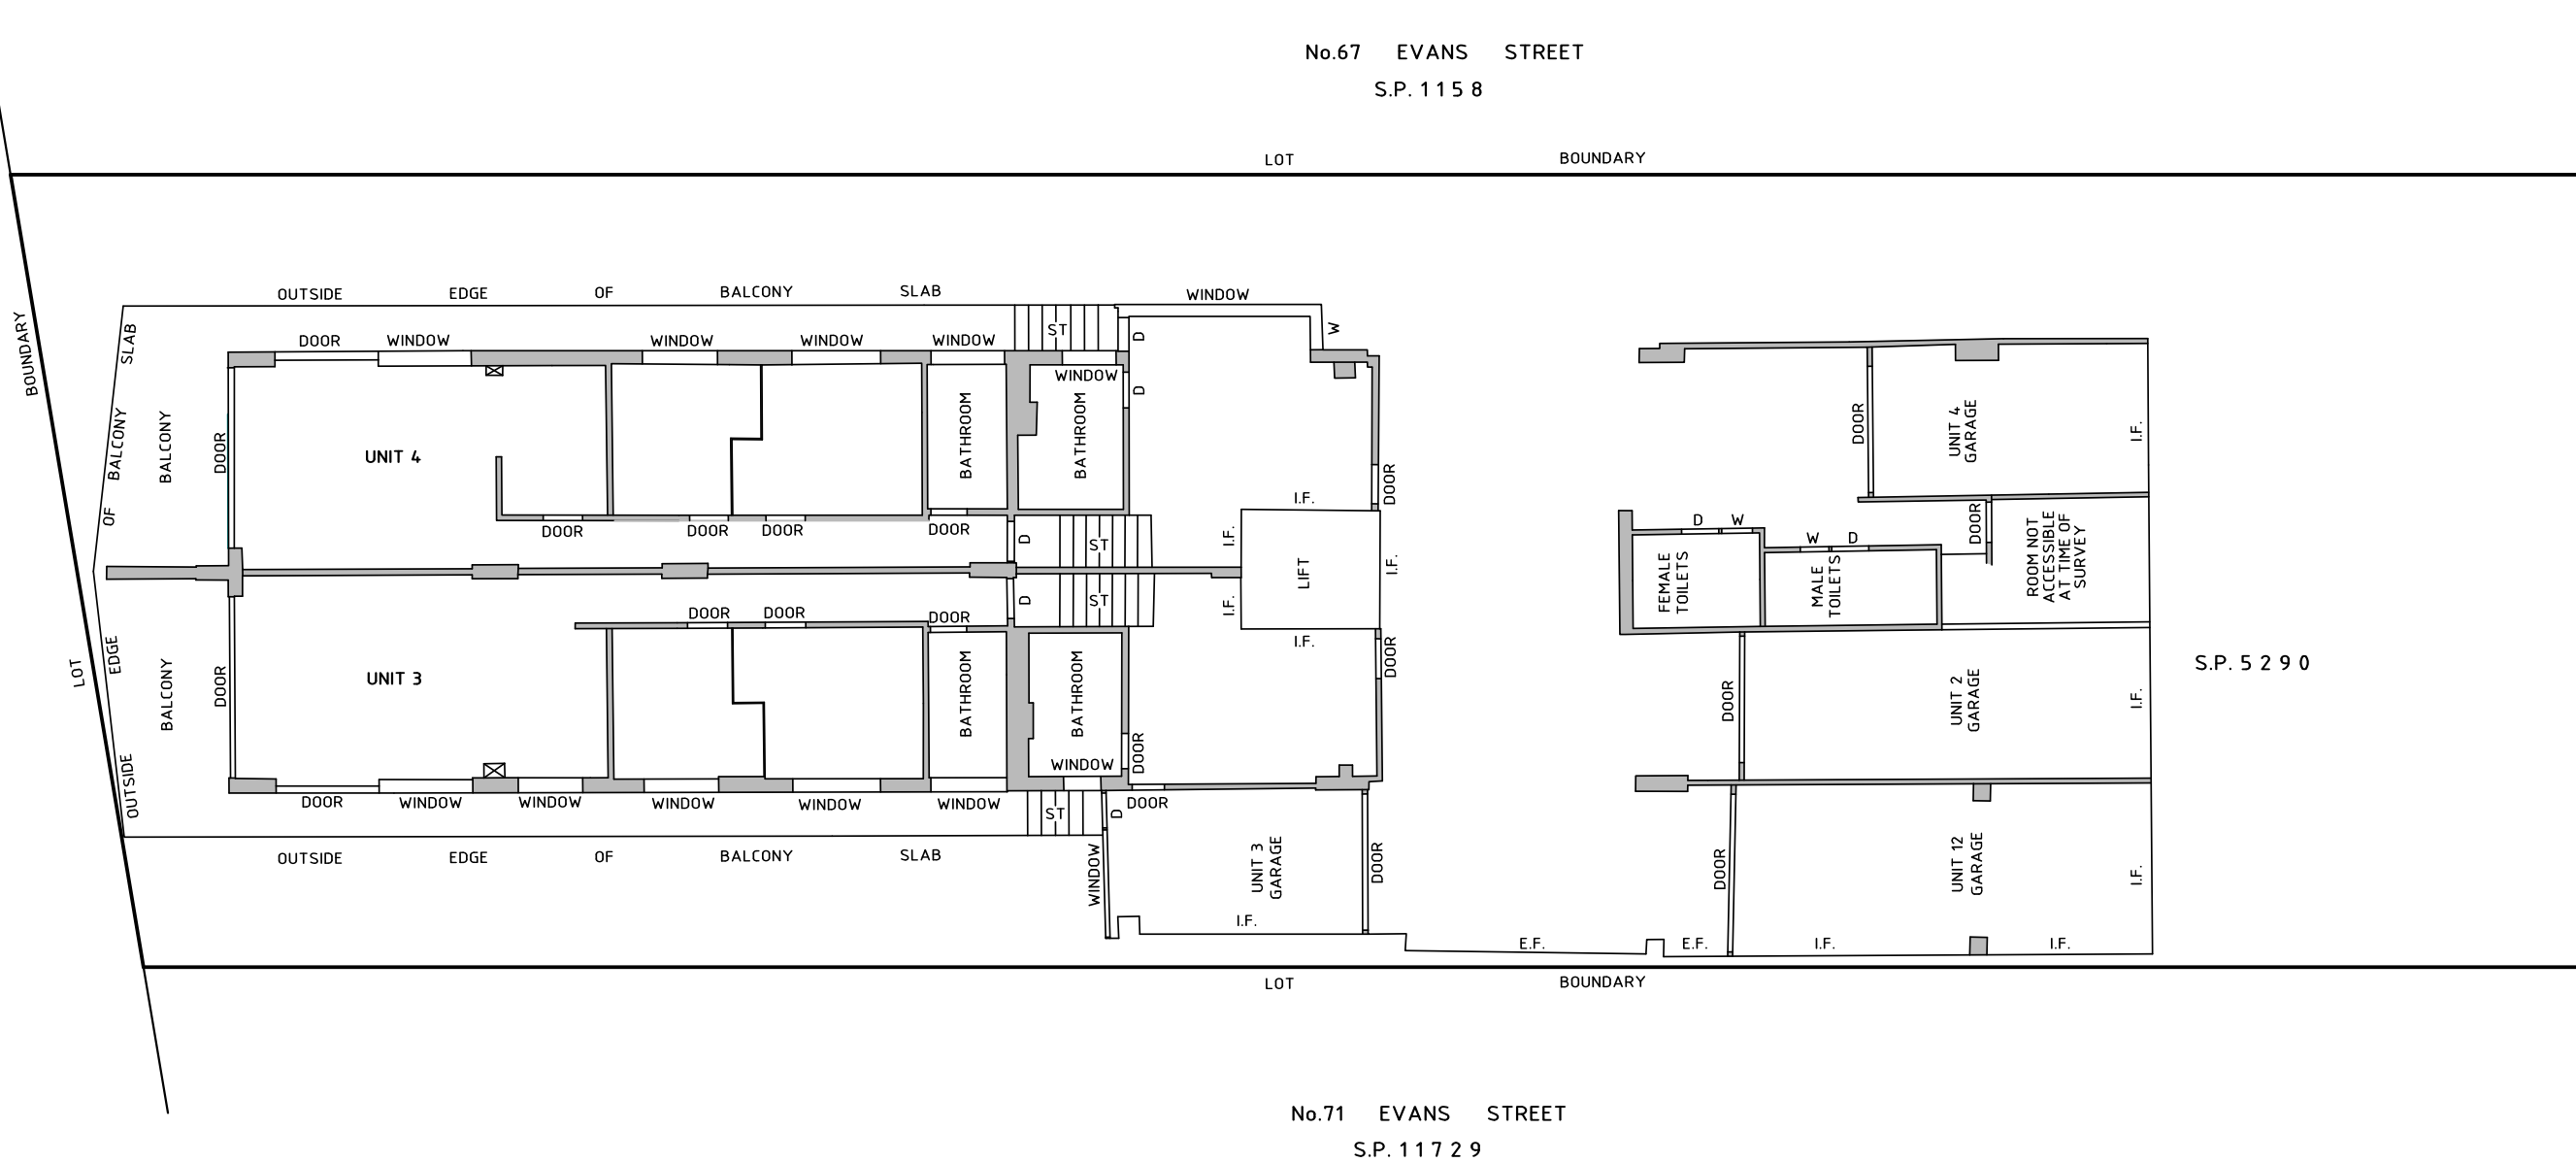 No.67 EVANS STREET
S.P. 1158
LOT BOUNDARY
OUTSIDE EDGE OF BALCONY SLAB
WINDOW
BOUNDARY
LOT
SLAB
BALCONY
OF
EDGE
OUTSIDE
DOOR
WINDOW
WINDOW
WINDOW
WINDOW
ST
D
W
WINDOW
D
BALCONY
DOOR
UNIT 4
BATHROOM
BATHROOM
DOOR
I.F.
DOOR
DOOR
DOOR
DOOR
D
ST
I.F.
LIFT
I.F.
D
ST
I.F.
I.F.
DOOR
DOOR
DOOR
DOOR
BALCONY
DOOR
UNIT 3
BATHROOM
BATHROOM
WINDOW
DOOR
DOOR
WINDOW
WINDOW
WINDOW
WINDOW
WINDOW
ST
D
DOOR
WINDOW
UNIT 3
GARAGE
DOOR
I.F.
OUTSIDE EDGE OF BALCONY SLAB
DOOR
UNIT 4
GARAGE
I.F.
D
W
W
D
DOOR
FEMALE
TOILETS
MALE
TOILETS
ROOM NOT
ACCESSIBLE
AT TIME OF
SURVEY
DOOR
UNIT 2
GARAGE
I.F.
S.P. 5290
DOOR
UNIT 12
GARAGE
I.F.
E.F.
E.F.
I.F.
I.F.
LOT BOUNDARY
No.71 EVANS STREET
S.P. 11729